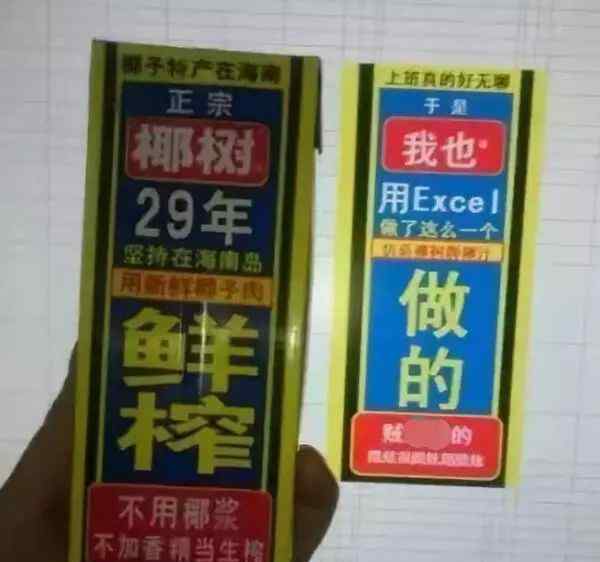 椰子特产在海南
正宗
椰树
29年
坚持在海南岛
用新鲜椰子肉
鲜
榨
不用椰浆
不加香精当生榨
上班真的好无聊
于是
我也
用Excel
做了这么一个
做
的
贼 的